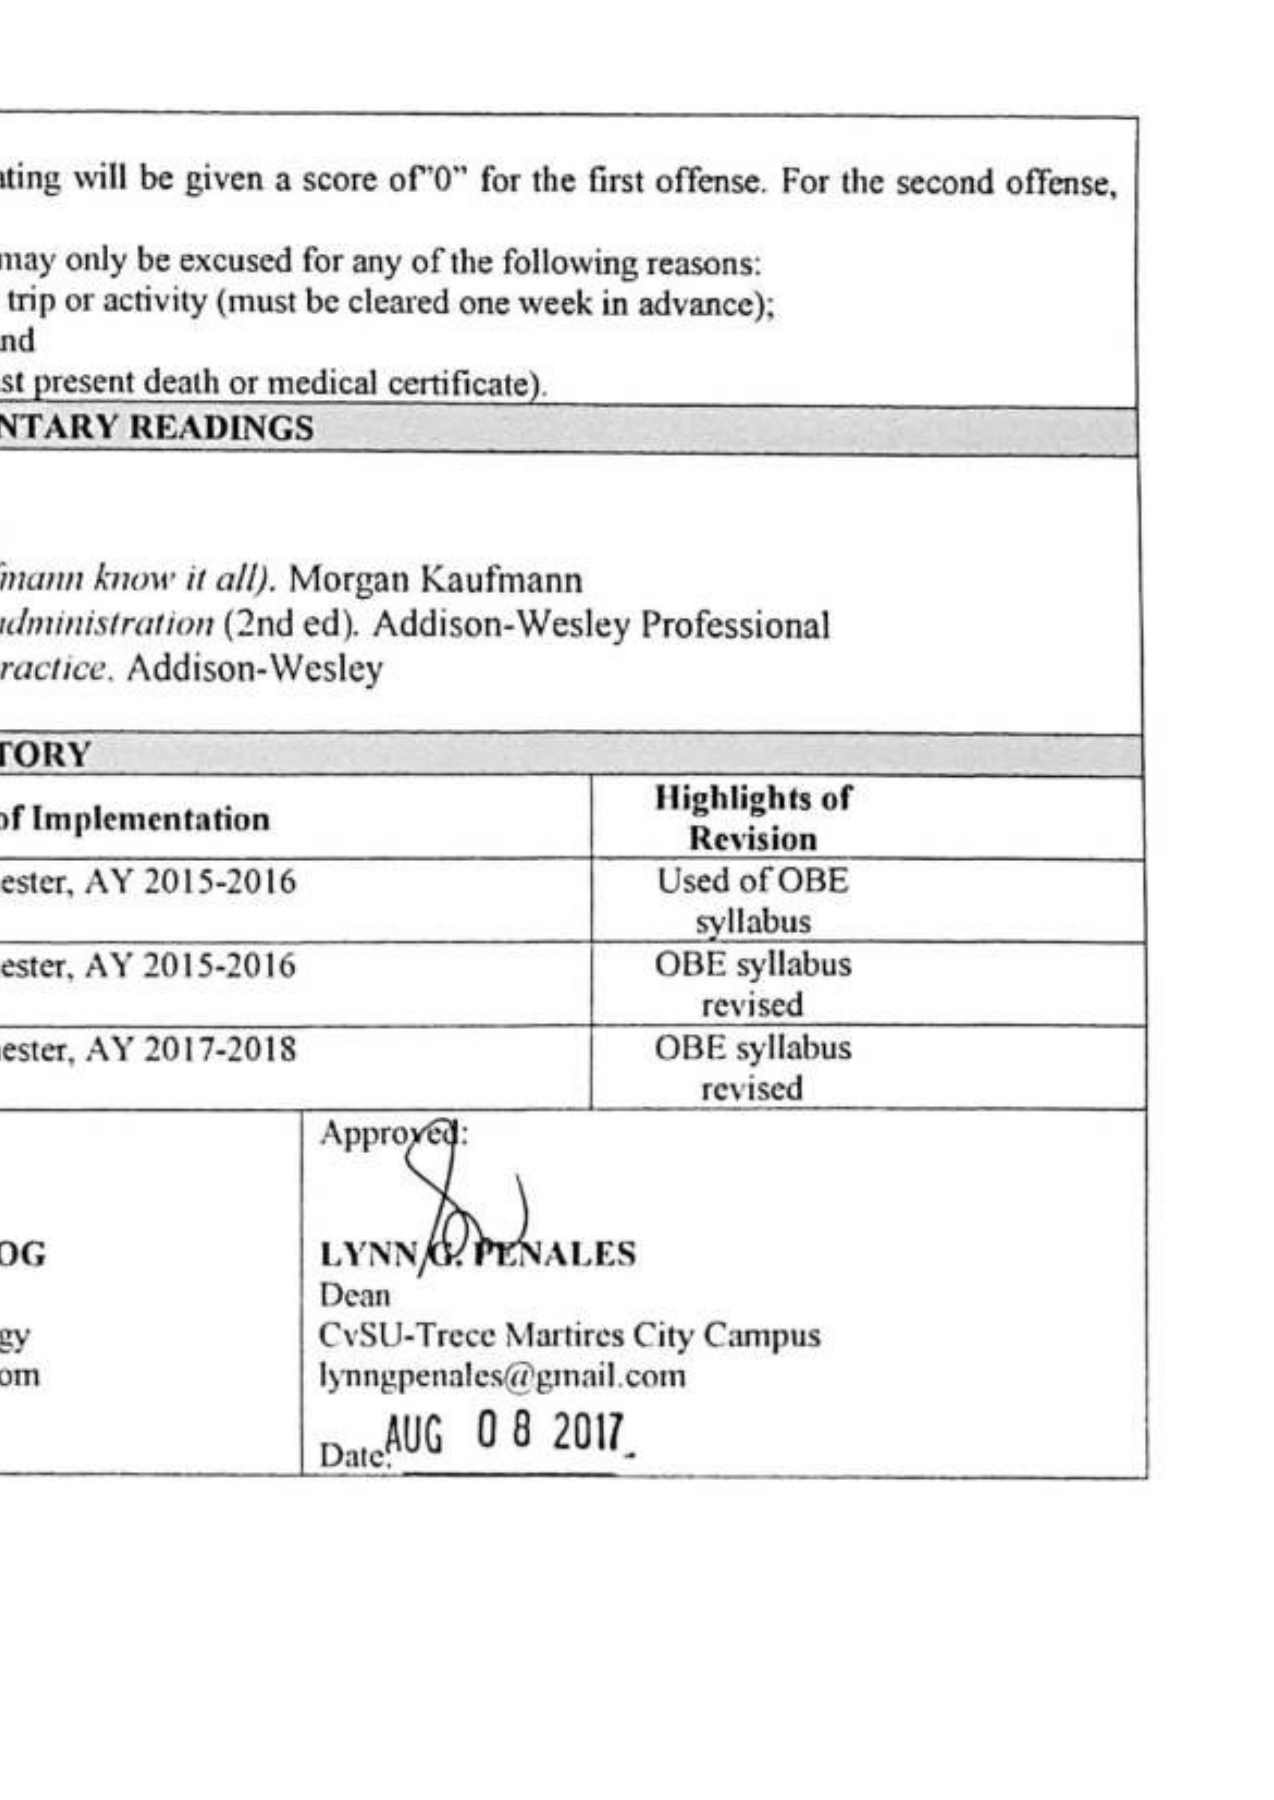 ating will be given a score of"0" for the first offense. For the second offense,
may only be excused for any of the following reasons:
trip or activity (must be cleared one week in advance);
nd
st present death or medical certificate).
NTARY READINGS
fmann know it all). Morgan Kaufmann
administration (2nd ed). Addison-Wesley Professional
ractice. Addison-Wesley
TORY
of Implementation
Highlights of
Revision
ester, AY 2015-2016
Used of OBE
syllabus
ester, AY 2015-2016
OBE syllabus
revised
ester, AY 2017-2018
OBE syllabus
revised
OG
gy
om
Approved:
LYNN G. PENALES
Dean
CvSU-Trece Martires City Campus
lynngpenales@gmail.com
Date: AUG 08 2017